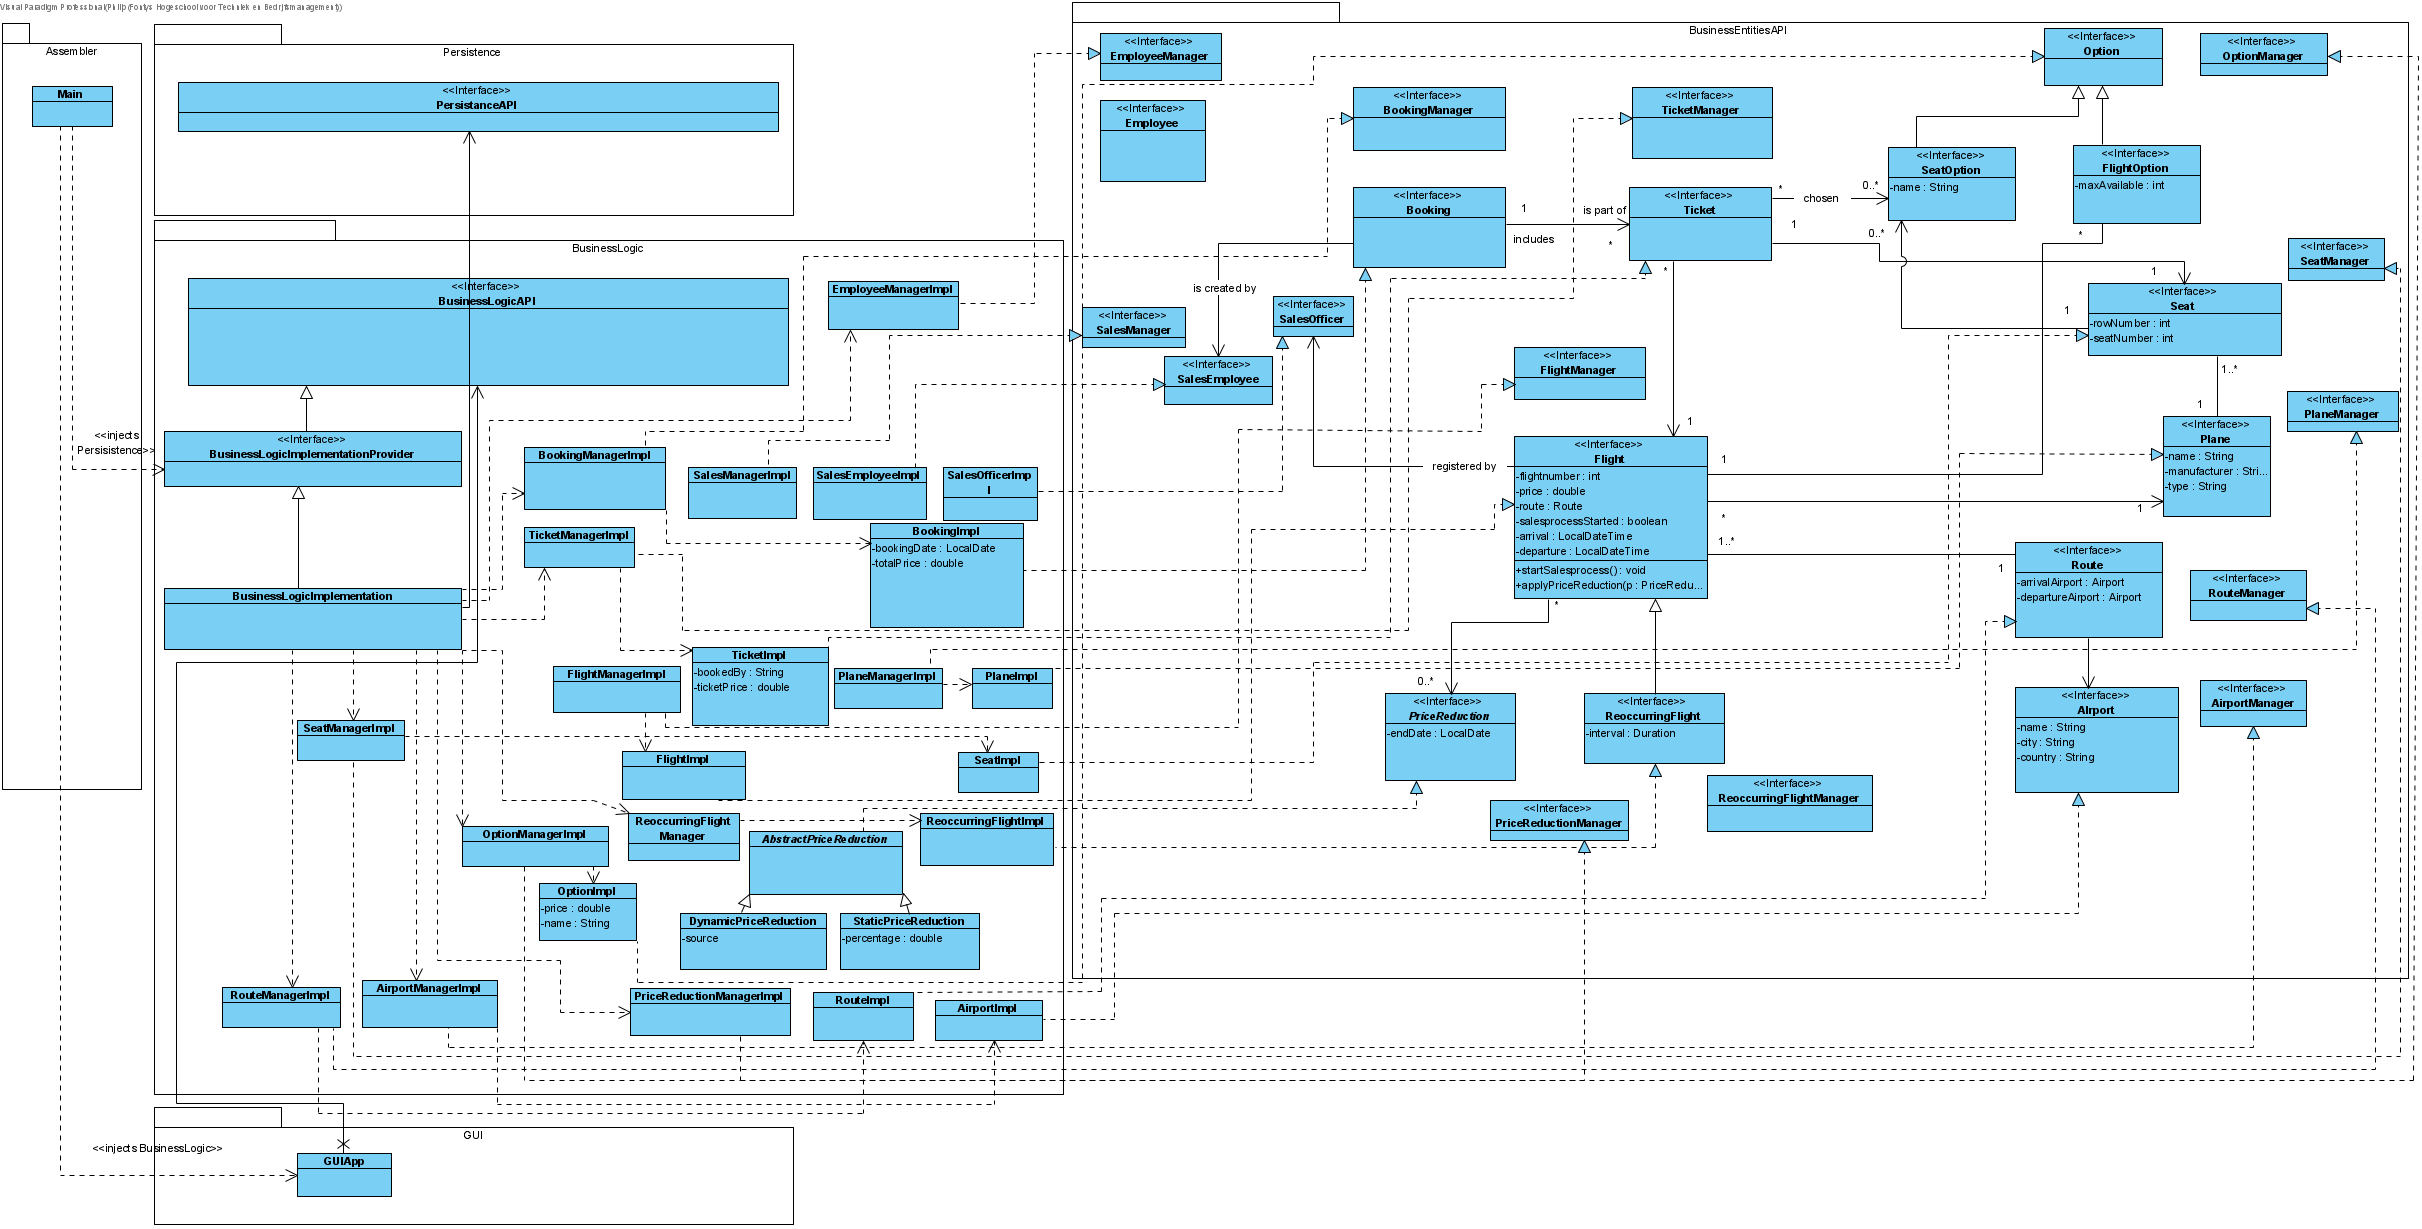 Visual Paradigm Professional(Philip(Fontys Hogeschool voor Techniek en Bedrijfsmanagement))
Assembler
Main
<<injects
Persisistence>>
<<injects BusinessLogic>>
Persistence
<<Interface>>
PersistanceAPI
BusinessLogic
<<Interface>>
BusinessLogicAPI
<<Interface>>
BusinessLogicImplementationProvider
BusinessLogicImplementation
EmployeeManagerImpl
BookingManagerImpl
SalesManagerImpl
SalesEmployeeImpl
SalesOfficerImp
l
TicketManagerImpl
BookingImpl
-bookingDate : LocalDate
-totalPrice : double
TicketImpl
-bookedBy : String
-ticketPrice : double
FlightManagerImpl
PlaneManagerImpl
PlaneImpl
SeatManagerImpl
FlightImpl
SeatImpl
OptionManagerImpl
ReoccurringFlight
Manager
AbstractPriceReduction
ReoccurringFlightImpl
OptionImpl
-price : double
-name : String
DynamicPriceReduction
-source
StaticPriceReduction
-percentage : double
RouteManagerImpl
AirportManagerImpl
PriceReductionManagerImpl
RouteImpl
AirportImpl
GUI
GUIApp
BusinessEntitiesAPI
<<Interface>>
EmployeeManager
<<Interface>>
Employee
<<Interface>>
BookingManager
<<Interface>>
TicketManager
<<Interface>>
Option
<<Interface>>
OptionManager
<<Interface>>
SeatOption
-name : String
<<Interface>>
FlightOption
-maxAvailable : int
<<Interface>>
Booking
1
is part of
includes
*
<<Interface>>
Ticket
*
chosen
0..*
1
0..*
1
*
*
<<Interface>>
SeatManager
is created by
<<Interface>>
SalesOfficer
<<Interface>>
SalesManager
<<Interface>>
SalesEmployee
<<Interface>>
Seat
-rowNumber : int
-seatNumber : int
1
1..*
1
<<Interface>>
FlightManager
<<Interface>>
PlaneManager
<<Interface>>
Plane
-name : String
-manufacturer : Stri...
-type : String
1
registered by
<<Interface>>
Flight
-flightnumber : int
-price : double
-route : Route
-salesprocessStarted : boolean
-arrival : LocalDateTime
-departure : LocalDateTime
+startSalesprocess() : void
+applyPriceReduction(p : PriceRedu...
1
*
1
1..*
1
*
0..*
<<Interface>>
Route
-arrivalAirport : Airport
-departureAirport : Airport
<<Interface>>
RouteManager
<<Interface>>
PriceReduction
-endDate : LocalDate
<<Interface>>
ReoccurringFlight
-interval : Duration
<<Interface>>
Airport
-name : String
-city : String
-country : String
<<Interface>>
AirportManager
<<Interface>>
PriceReductionManager
<<Interface>>
ReoccurringFlightManager